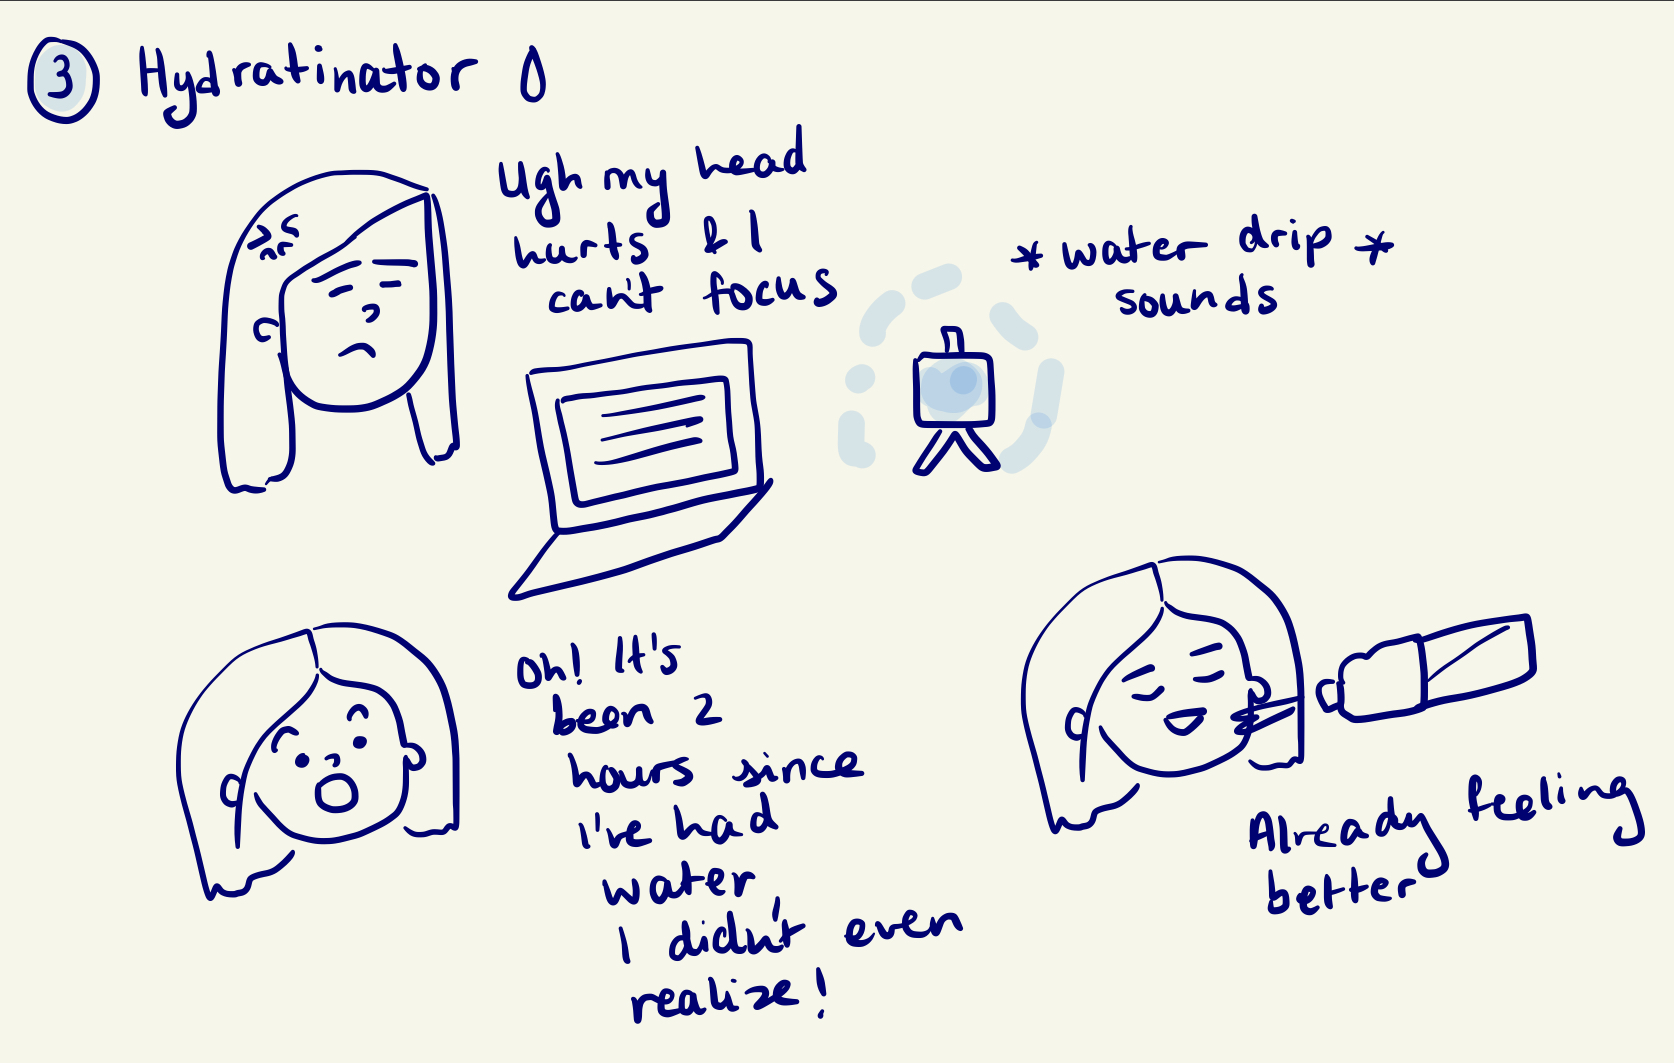 3 Hydratinator
Ugh my head
hurts & I
can't focus
* water drip *
sounds
Oh! It's
been 2
hours since
I've had
water
I didn't even
realize!
Already feeling
better